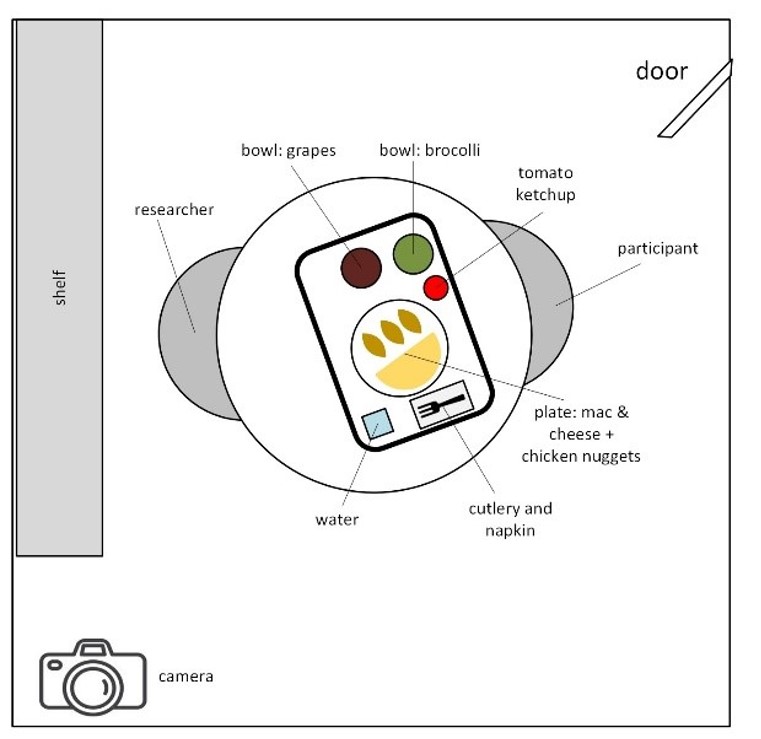 door
bowl: grapes
bowl: brocolli
tomato
ketchup
researcher
participant
shelf
plate: mac &
cheese +
chicken nuggets
water
cutlery and
napkin
camera